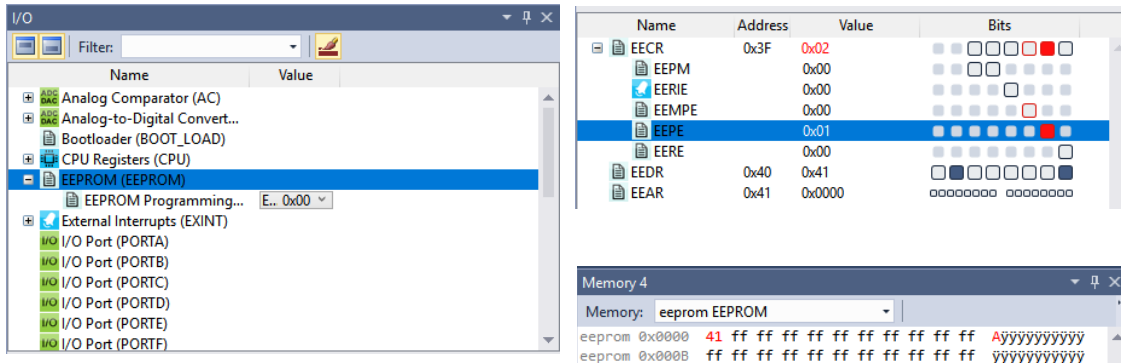 I/O
Filter:
Name Value
Analog Comparator (AC)
Analog-to-Digital Convert...
Bootloader (BOOT_LOAD)
CPU Registers (CPU)
EEPROM (EEPROM)
EEPROM Programming... E... 0x00
External Interrupts (EXINT)
I/O Port (PORTA)
I/O Port (PORTB)
I/O Port (PORTC)
I/O Port (PORTD)
I/O Port (PORTE)
I/O Port (PORTF)
Name Address Value Bits
EECR 0x3F 0x02
EEPM 0x00
EERIE 0x00
EEMPE 0x00
EEPE 0x01
EERE 0x00
EEDR 0x40 0x41
EEAR 0x41 0x0000
Memory 4
Memory: eeprom EEPROM
eeprom 0x0000 41 ff ff ff ff ff ff ff ff ff ff Aÿÿÿÿÿÿÿÿÿÿ
eeprom 0x000B ff ff ff ff ff ff ff ff ff ff ff ÿÿÿÿÿÿÿÿÿÿÿ